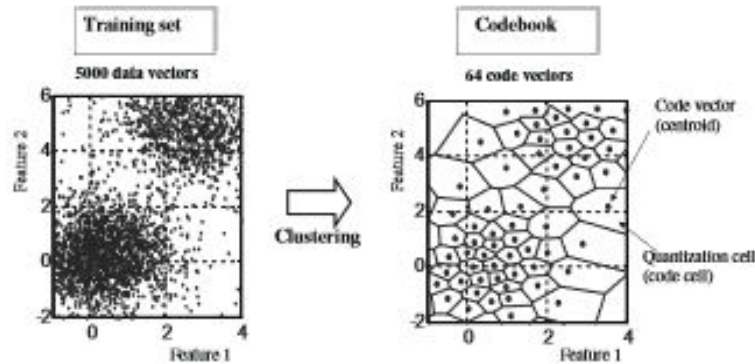 Training set
5000 data vectors
6
4
2
0
-2
Feature 2
0
2
4
Feature 1
Clustering
Codebook
64 code vectors
6
4
2
0
-2
Feature 2
0
2
4
Feature 1
Code vector
(centroid)
Quantization cell
(code cell)